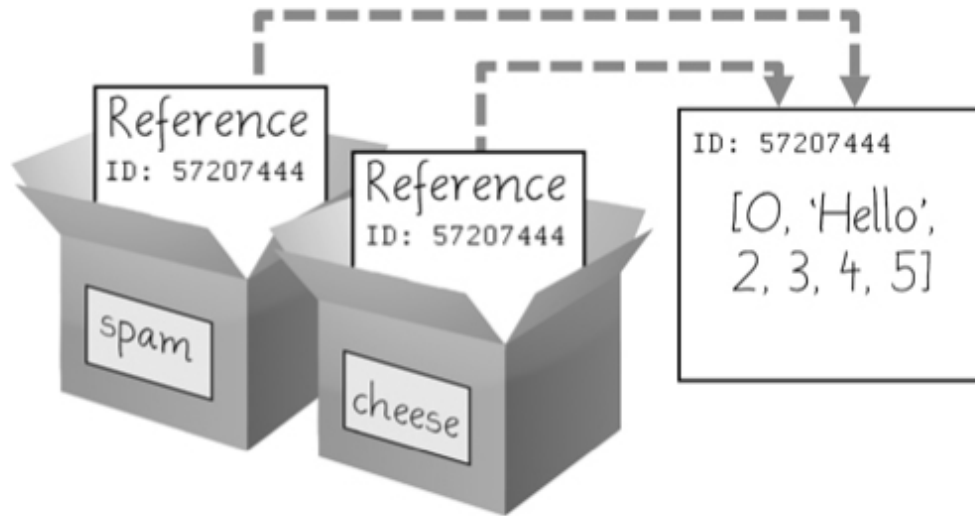 Reference
ID: 57207444
spam
Reference
ID: 57207444
cheese
ID: 57207444
[0, 'Hello',
2, 3, 4, 5]